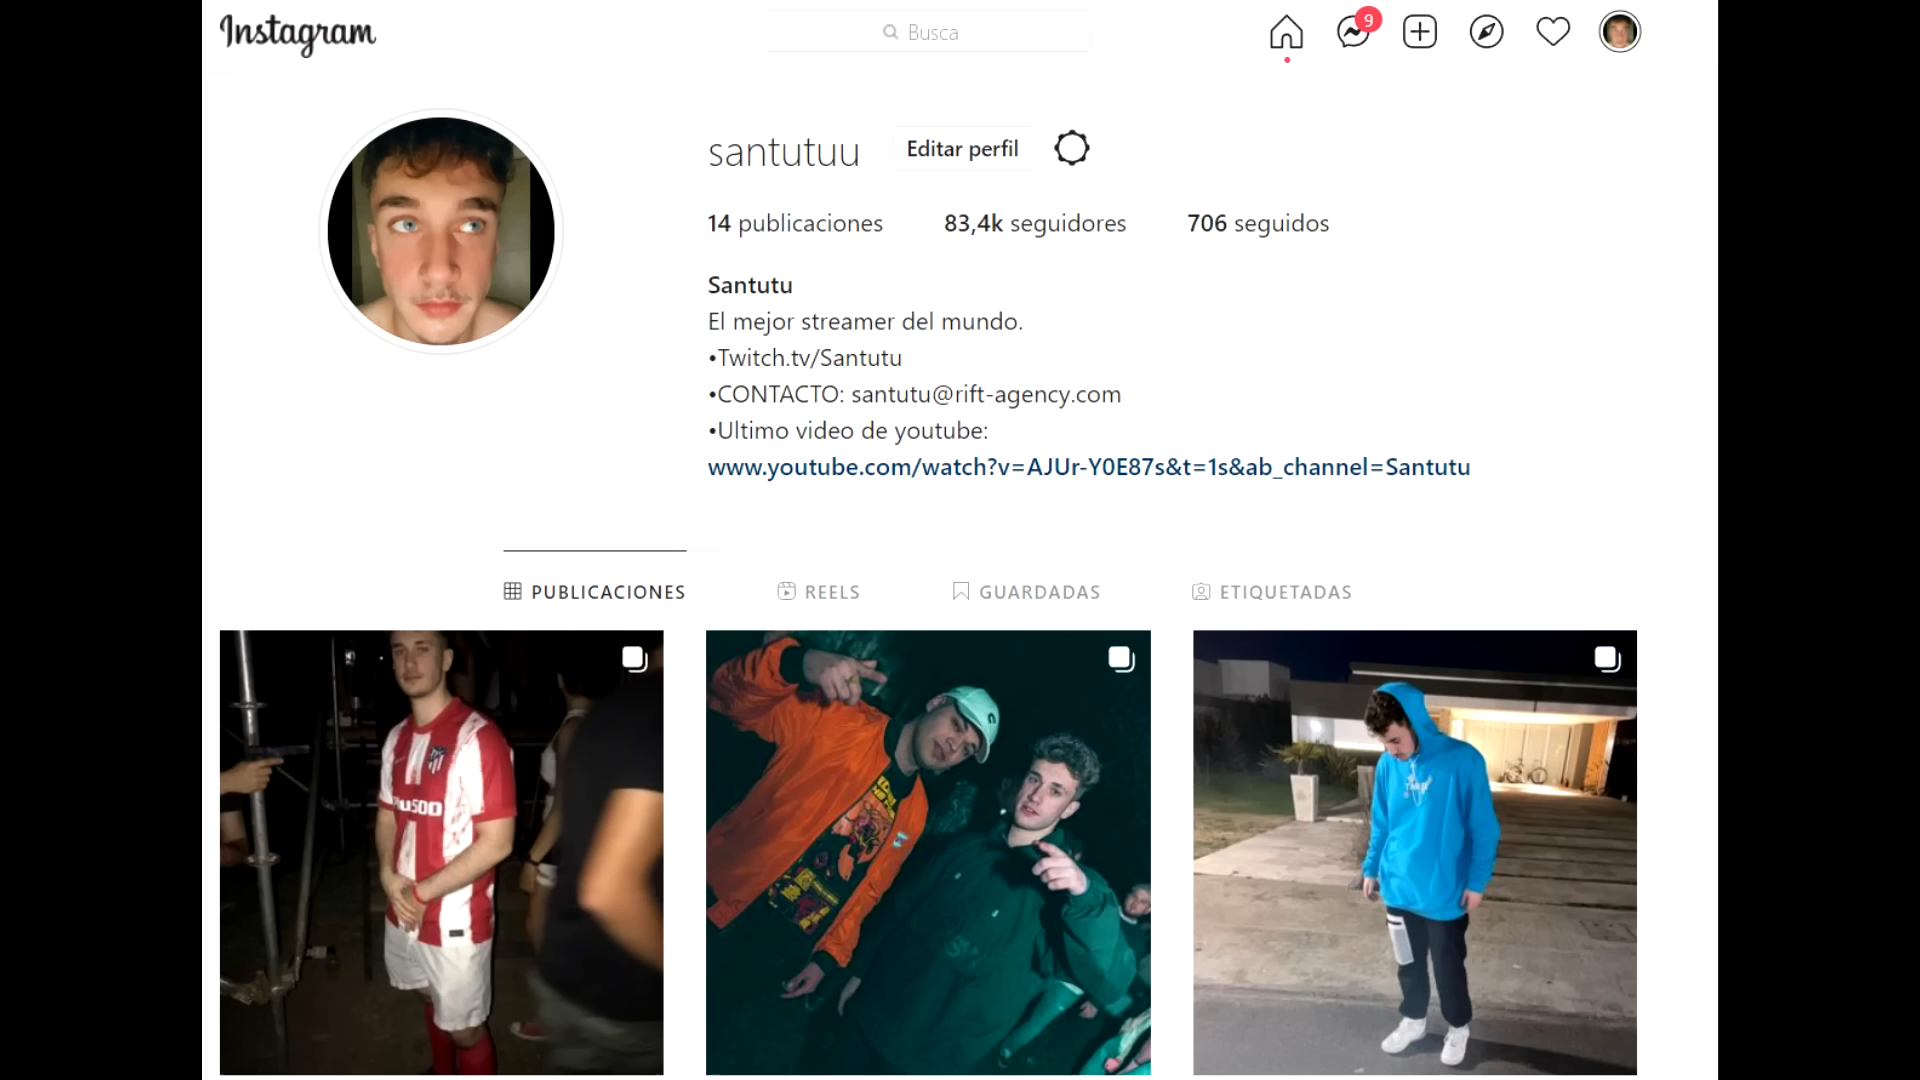 Instagram
Busca
9
santutuu
Editar perfil
14 publicaciones
83,4k seguidores
706 seguidos
Santutu
El mejor streamer del mundo.
•Twitch.tv/Santutu
•CONTACTO: santutu@rift-agency.com
•Ultimo video de youtube:
www.youtube.com/watch?v=AJUr-Y0E87s&t=1s&ab_channel=Santutu
PUBLICACIONES
REELS
GUARDADAS
ETIQUETADAS